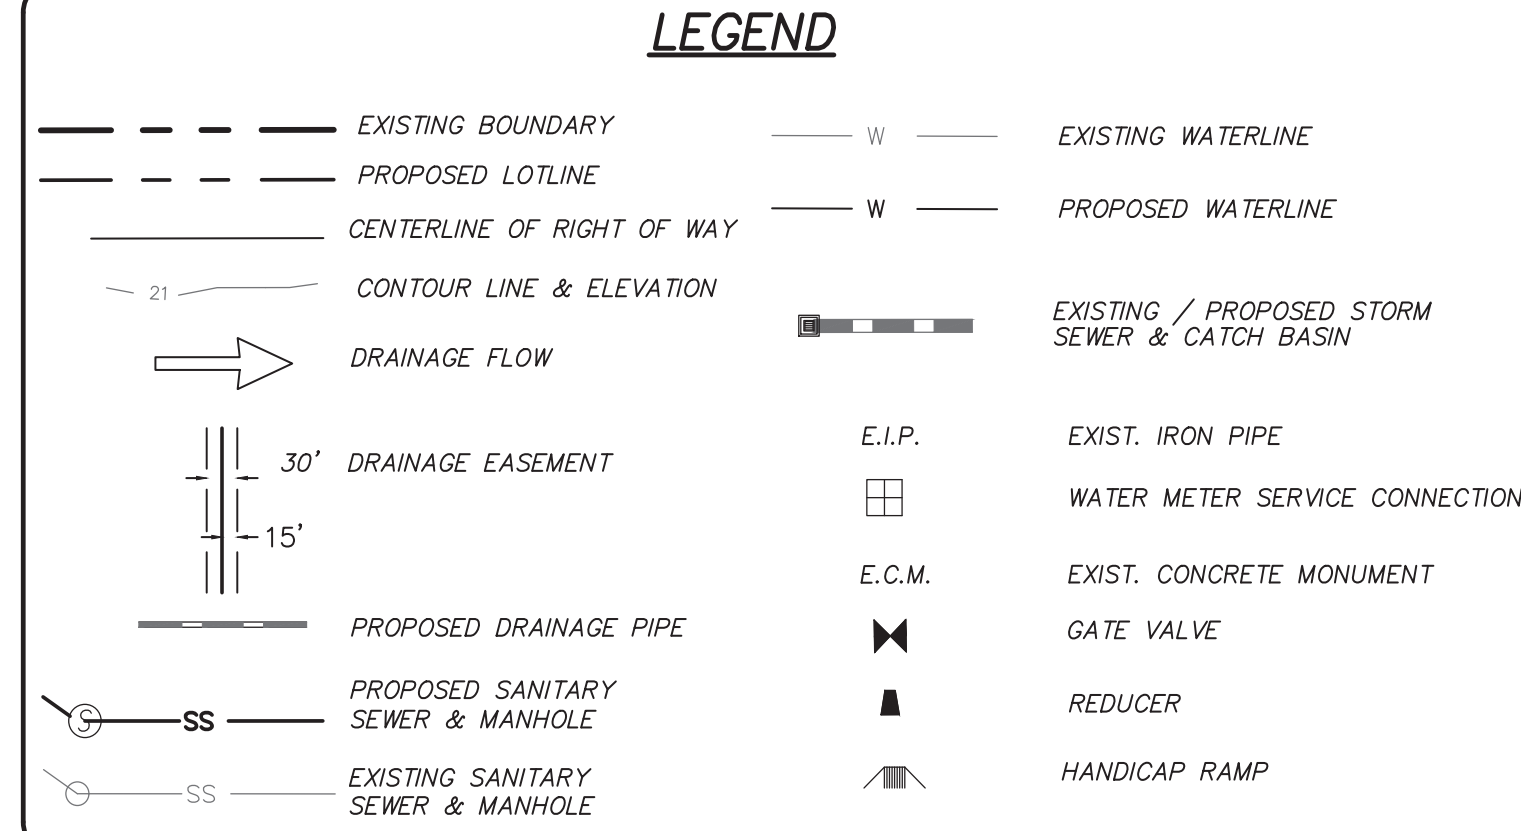 LEGEND
EXISTING BOUNDARY
PROPOSED LOTLINE
CENTERLINE OF RIGHT OF WAY
21 CONTOUR LINE & ELEVATION
DRAINAGE FLOW
30' DRAINAGE EASEMENT
15'
PROPOSED DRAINAGE PIPE
PROPOSED SANITARY
S SS SEWER & MANHOLE
EXISTING SANITARY
SS SEWER & MANHOLE
W EXISTING WATERLINE
W PROPOSED WATERLINE
EXISTING / PROPOSED STORM
SEWER & CATCH BASIN
E.I.P. EXIST. IRON PIPE
WATER METER SERVICE CONNECTION
E.C.M. EXIST. CONCRETE MONUMENT
GATE VALVE
REDUCER
HANDICAP RAMP